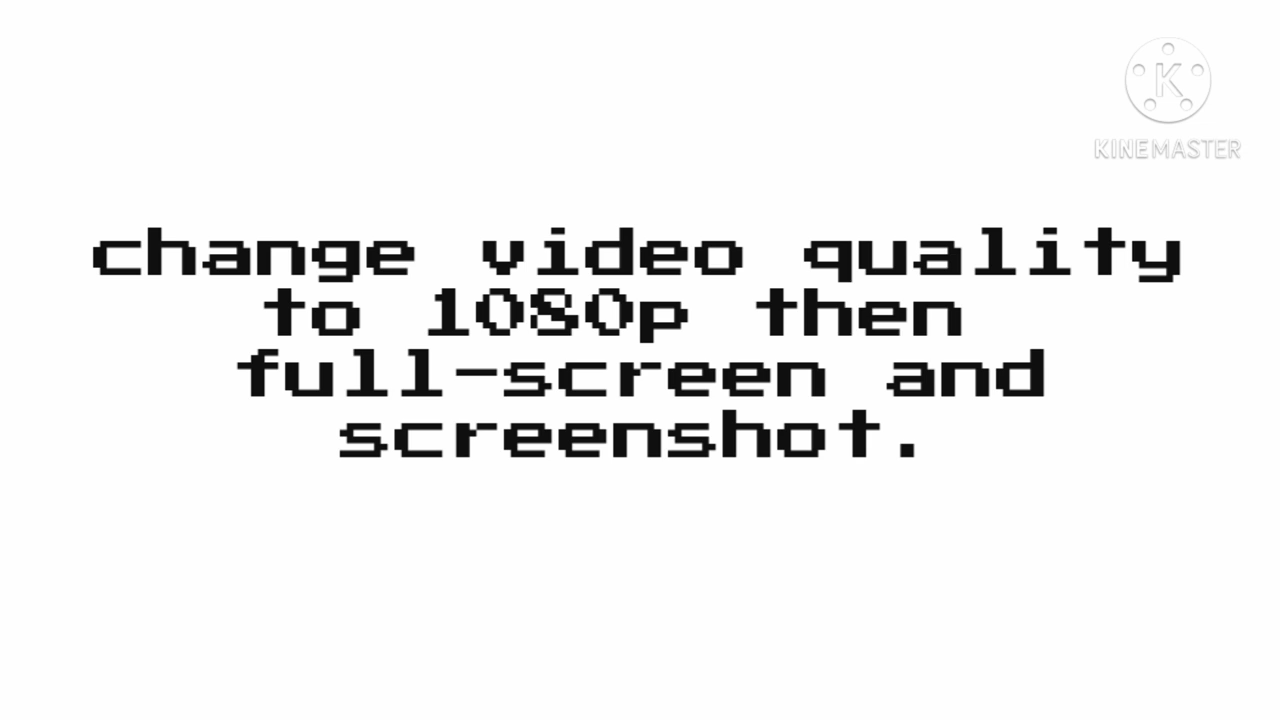 K
KINEMASTER
change video quality
to 1080p then
full-screen and
screenshot.